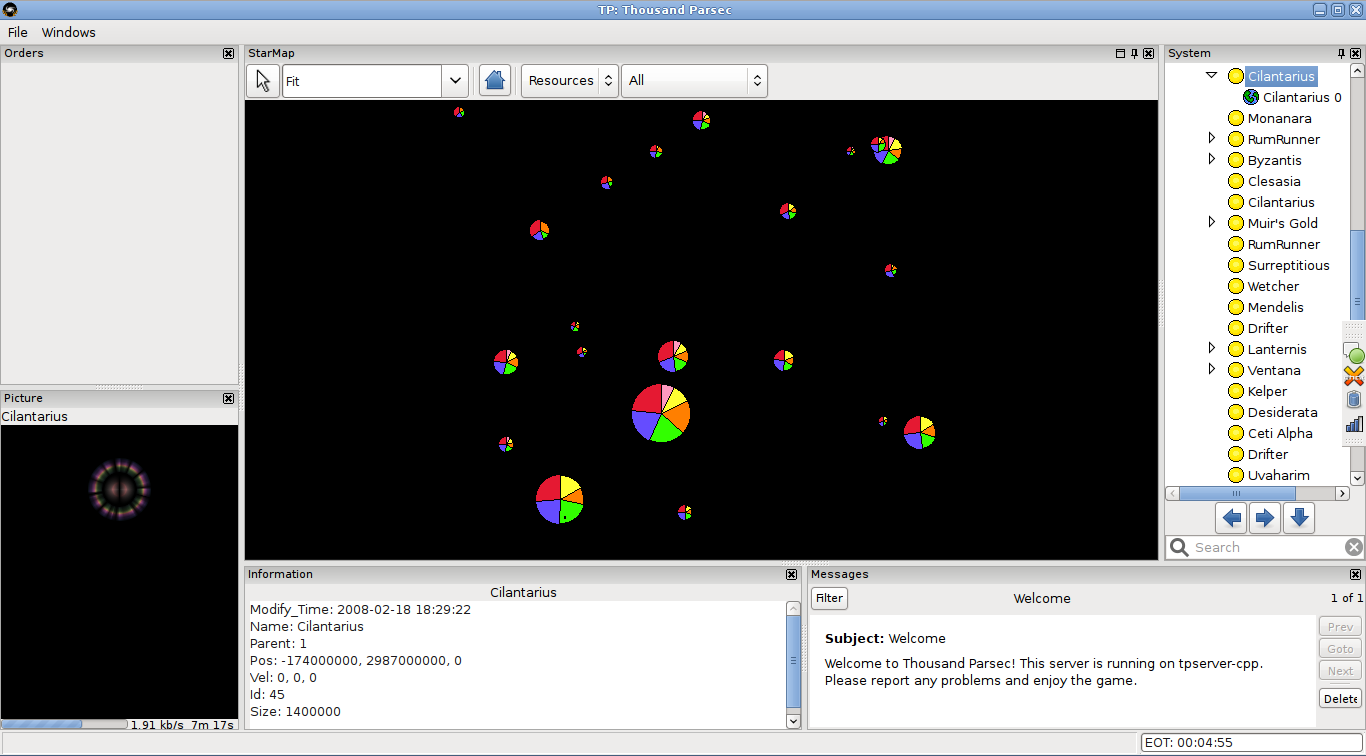 TP: Thousand Parsec
File Windows
Orders
StarMap
System
Fit
Resources
All
Cilantarius
Cilantarius 0
Monanara
RumRunner
Byzantis
Clesasia
Cilantarius
Muir's Gold
RumRunner
Surreptitious
Wetcher
Mendelis
Drifter
Lanternis
Ventana
Kelper
Desiderata
Ceti Alpha
Drifter
Uvaharim
Search
Picture
Cilantarius
1.91 kb/s 7m 17s
Information
Cilantarius
Modify_Time: 2008-02-18 18:29:22
Name: Cilantarius
Parent: 1
Pos: -174000000, 2987000000, 0
Vel: 0, 0, 0
Id: 45
Size: 1400000
Messages
Filter
Welcome
1 of 1
Subject: Welcome
Welcome to Thousand Parsec! This server is running on tpserver-cpp.
Please report any problems and enjoy the game.
Prev
Goto
Next
Delete
EOT: 00:04:55